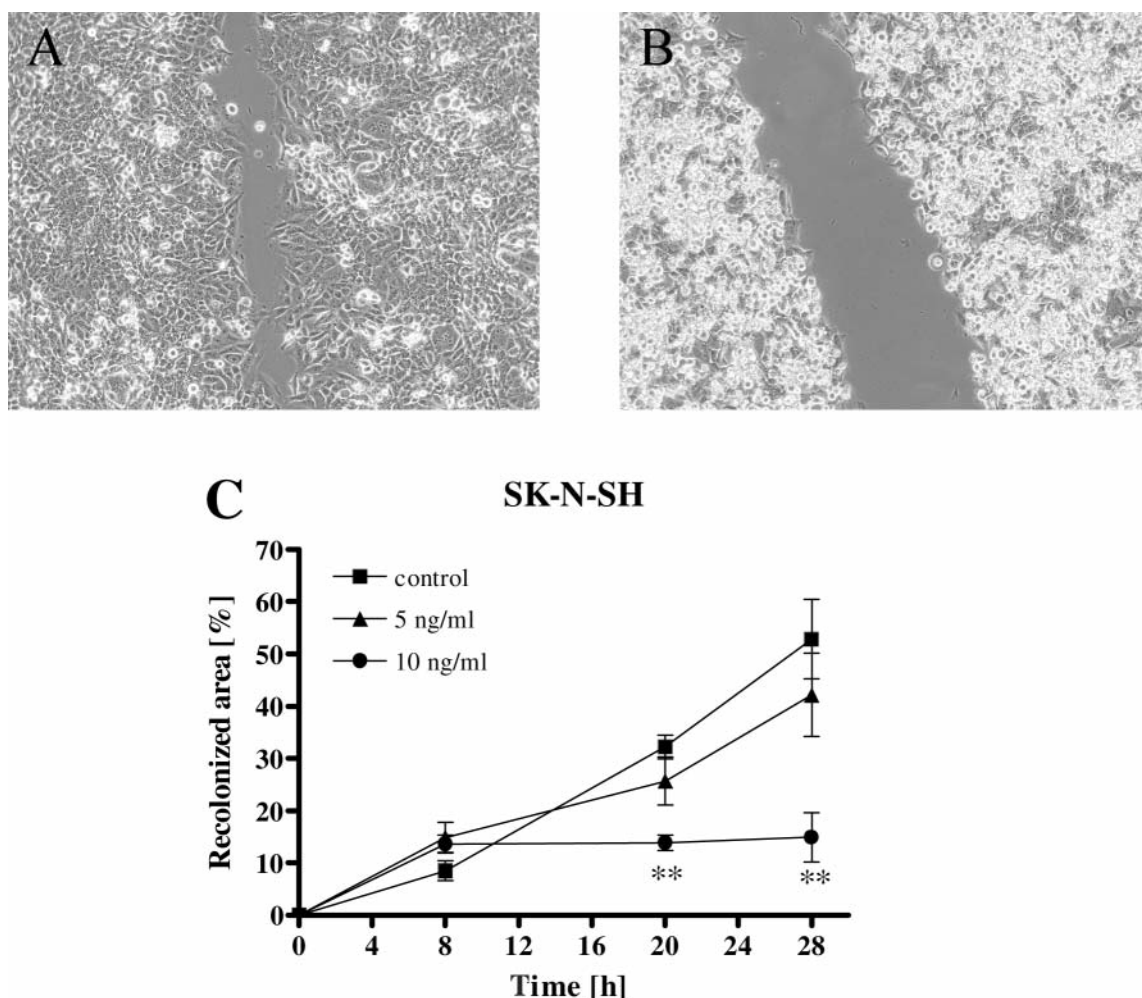 A
B
C
SK-N-SH
control
5 ng/ml
10 ng/ml
Recolonized area [%]
70
60
50
40
30
20
10
0
**
**
0 4 8 12 16 20 24 28
Time [h]